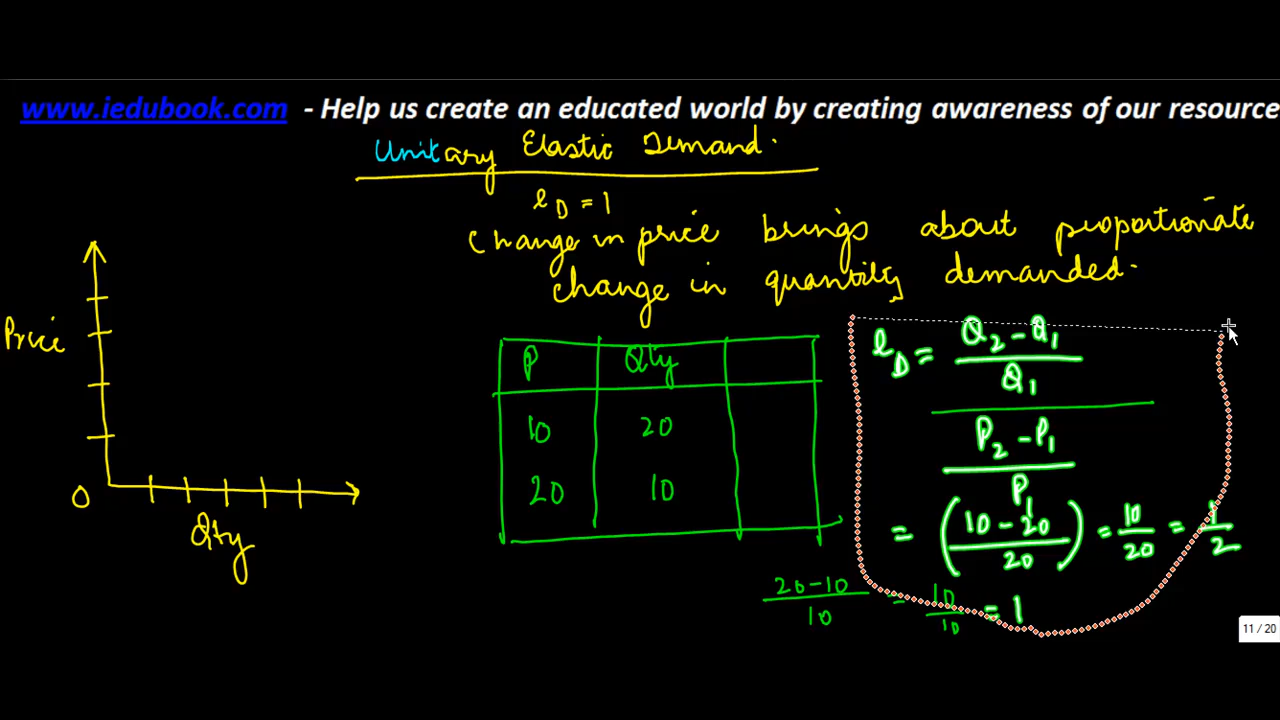 www.iedubook.com - Help us create an educated world by creating awareness of our resource
Unitary Elastic Demand.
eD = 1
Change in price brings about proportionate
change in quantity demanded.
Price
0
Qty
P Qty
10 20
20 10
eD = Q2 - Q1
Q1
P2 - P1
P1
= (10 - 20 / 20) = 10/20 = 1/2
20 - 10 / 10 = 10/10 = 1
11 / 20